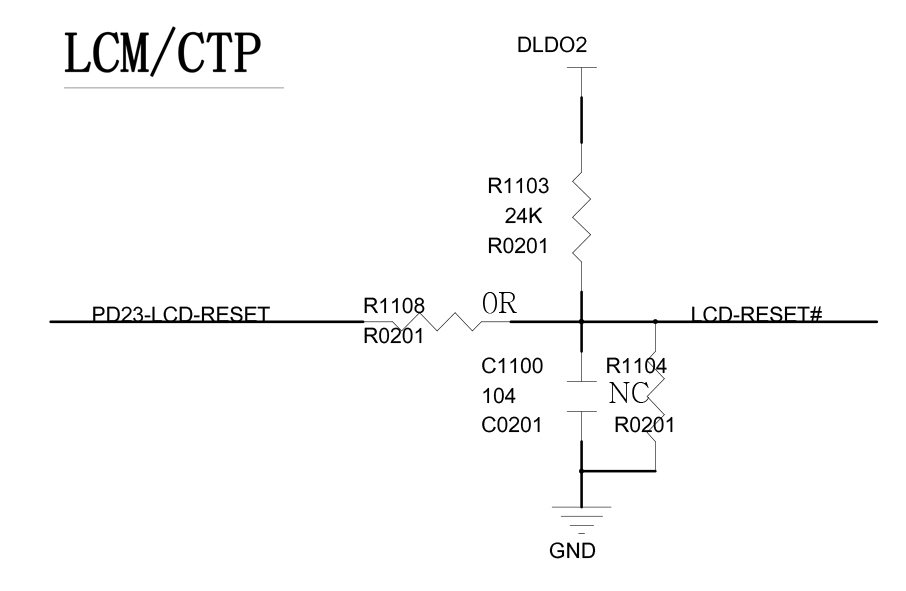 LCM/CTP
DLDO2
R1103
24K
R0201
PD23-LCD-RESET
R1108
0R
R0201
LCD-RESET#
C1100
104
C0201
R1104
NC
R0201
GND